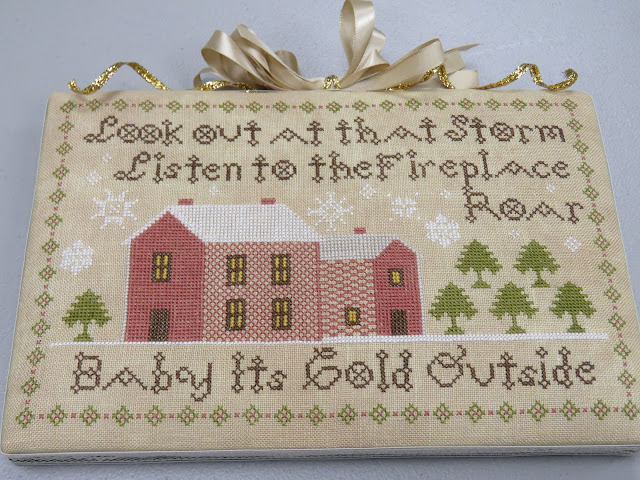 Look out at that Storm
Listen to the Fireplace
Roar
Baby Its Cold Outside